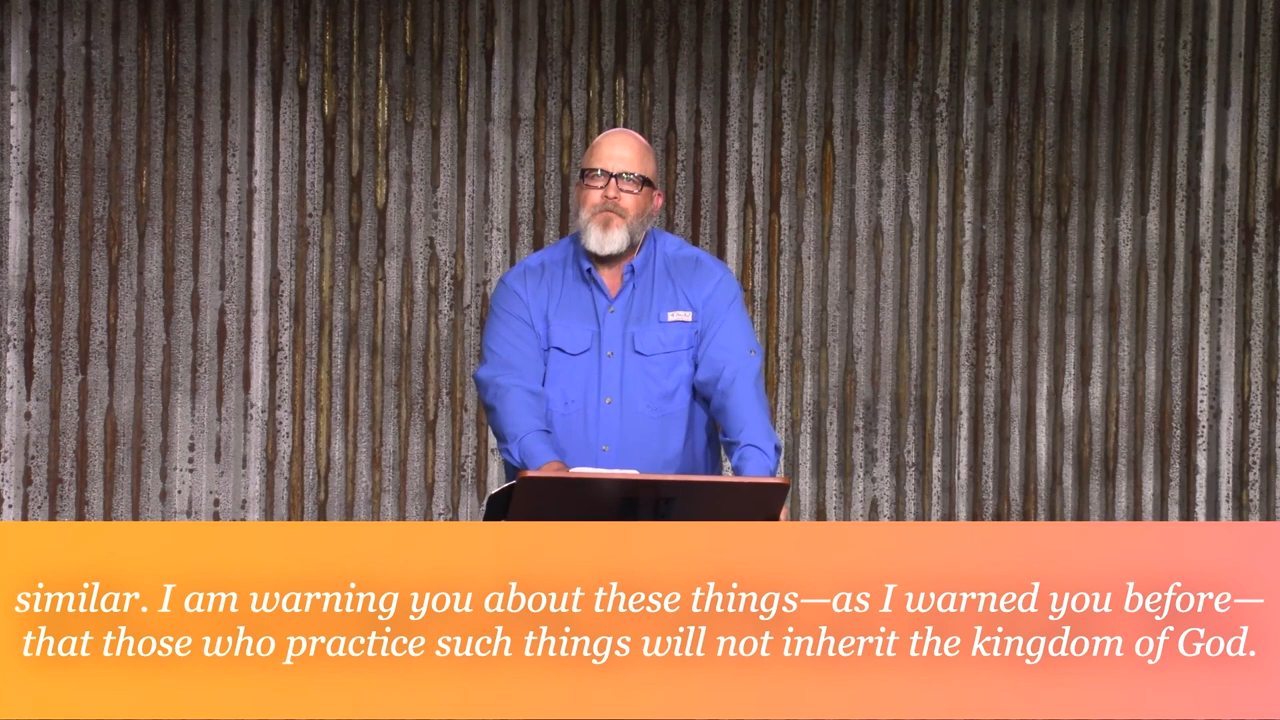 similar. I am warning you about these things—as I warned you before—
that those who practice such things will not inherit the kingdom of God.